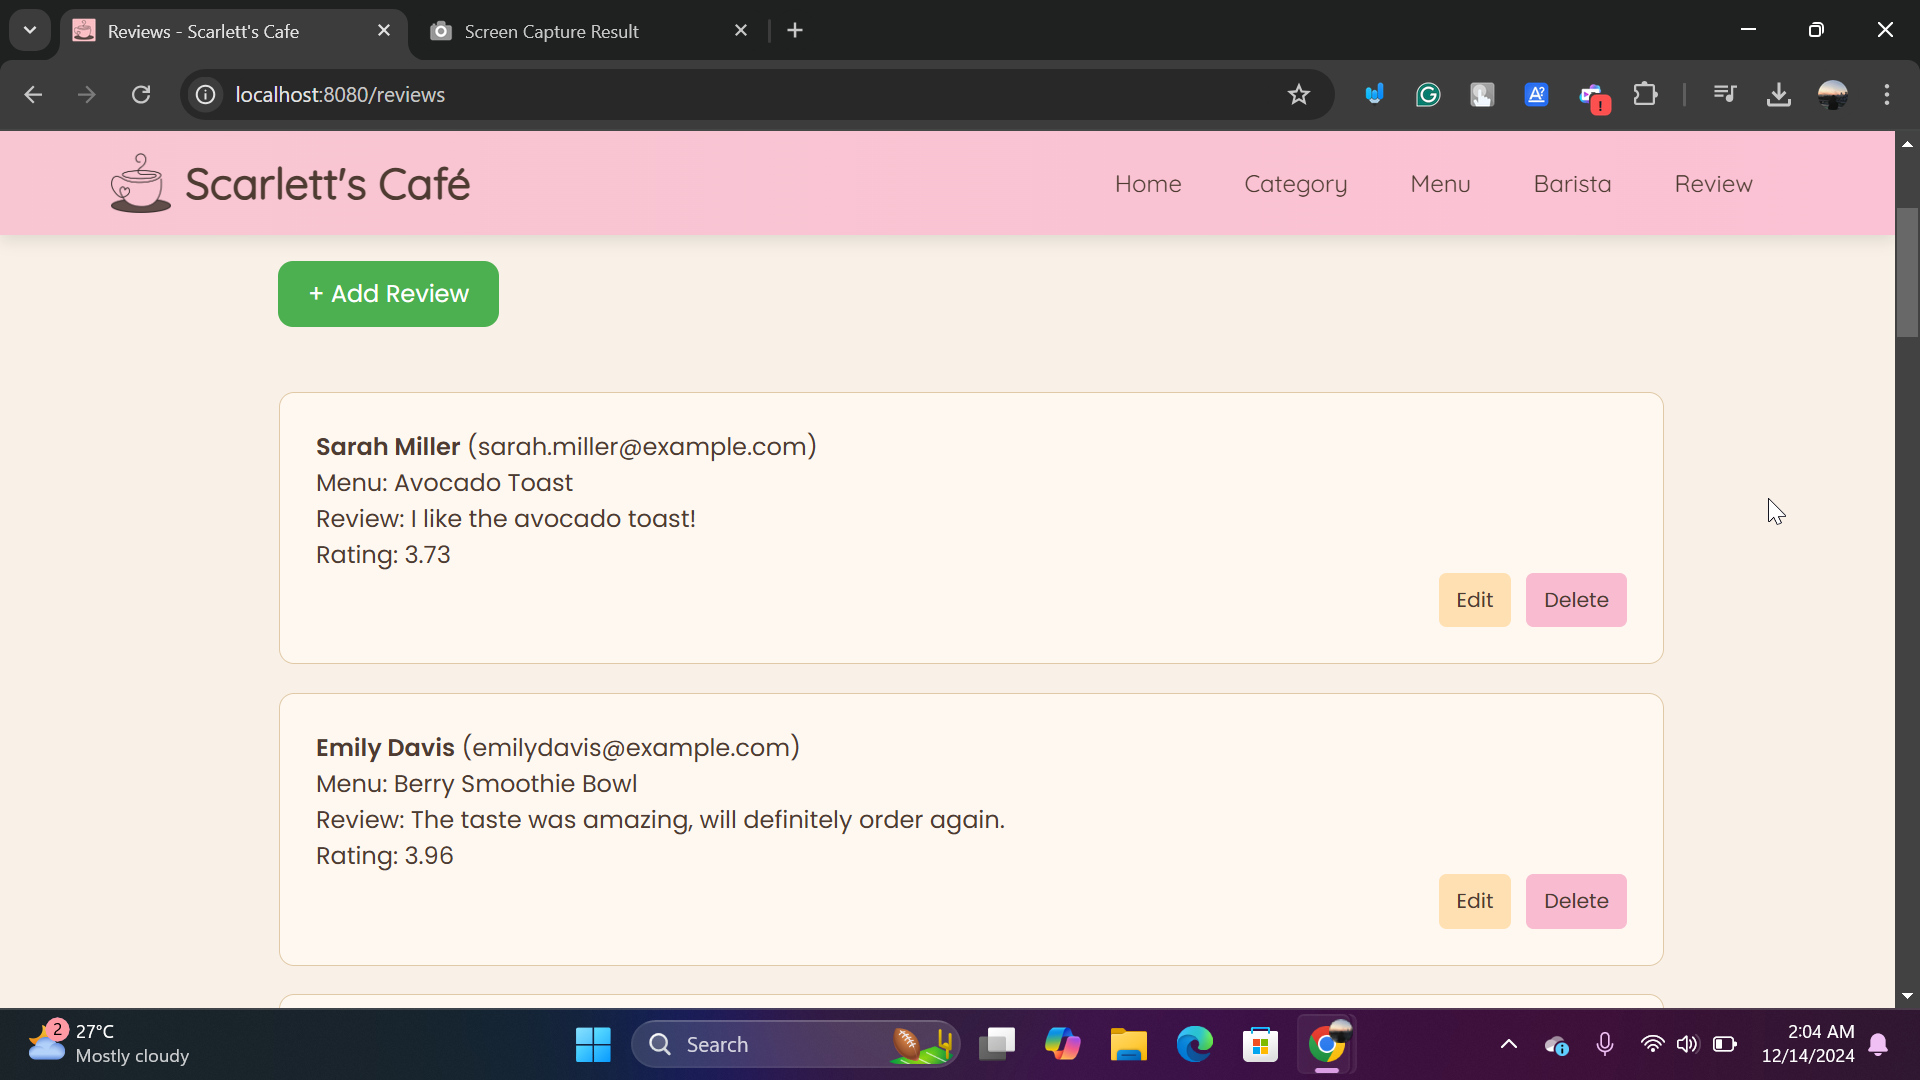 Reviews - Scarlett's Cafe
Screen Capture Result
localhost:8080/reviews
Scarlett's Café
Home
Category
Menu
Barista
Review
+ Add Review
Sarah Miller (sarah.miller@example.com)
Menu: Avocado Toast
Review: I like the avocado toast!
Rating: 3.73
Edit
Delete
Emily Davis (emilydavis@example.com)
Menu: Berry Smoothie Bowl
Review: The taste was amazing, will definitely order again.
Rating: 3.96
Edit
Delete
2
27°C
Mostly cloudy
Search
2:04 AM
12/14/2024